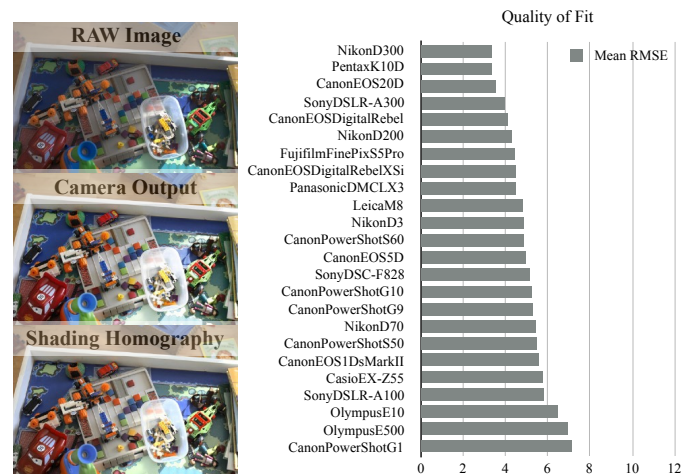 RAW Image
Camera Output
Shading Homography
Quality of Fit
Mean RMSE
NikonD300
PentaxK10D
CanonEOS20D
SonyDSLR-A300
CanonEOSDigitalRebel
NikonD200
FujifilmFinePixS5Pro
CanonEOSDigitalRebelXSi
PanasonicDMCLX3
LeicaM8
NikonD3
CanonPowerShotS60
CanonEOS5D
SonyDSC-F828
CanonPowerShotG10
CanonPowerShotG9
NikonD70
CanonPowerShotS50
CanonEOS1DsMarkII
CasioEX-Z55
SonyDSLR-A100
OlympusE10
OlympusE500
CanonPowerShotG1
0 2 4 6 8 10 12